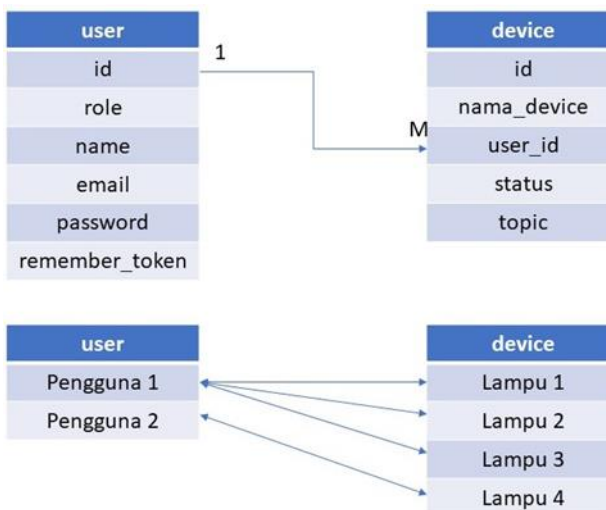 user
id
role
name
email
password
remember_token
1
M
device
id
nama_device
user_id
status
topic
user
Pengguna 1
Pengguna 2
device
Lampu 1
Lampu 2
Lampu 3
Lampu 4